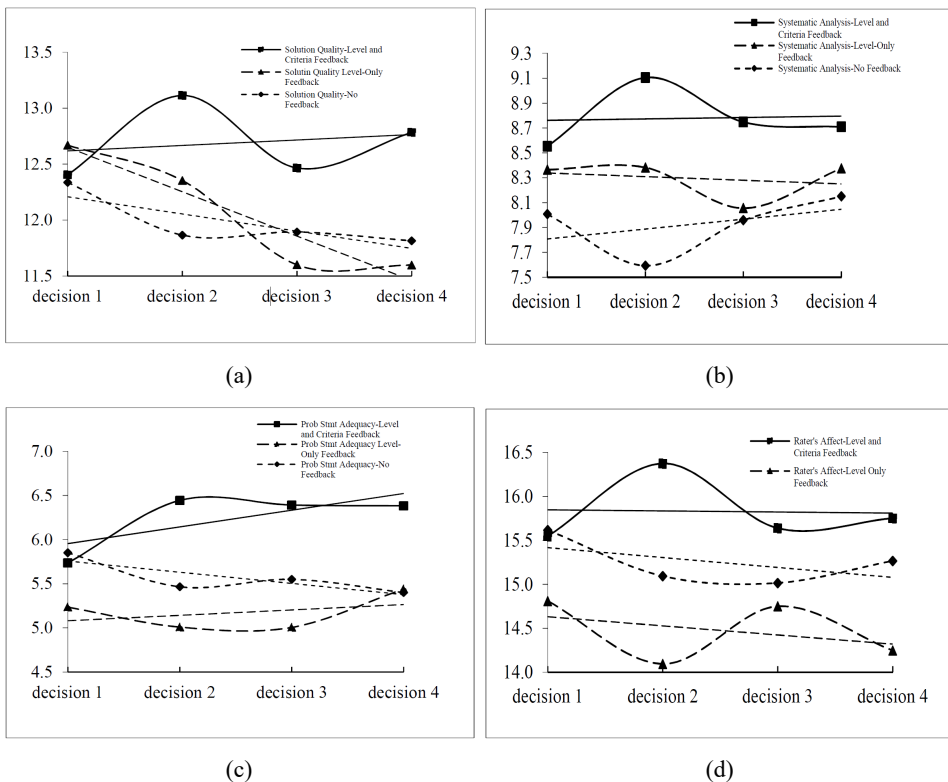 Solution Quality-Level and
Criteria Feedback
Solutin Quality Level-Only
Feedback
Solution Quality-No
Feedback
13.5
13.0
12.5
12.0
11.5
decision 1
decision 2
decision 3
decision 4
(a)
Systematic Analysis-Level and
Criteria Feedback
Systematic Analysis-Level-Only
Feedback
Systematic Analysis-No Feedback
9.3
9.1
8.9
8.7
8.5
8.3
8.1
7.9
7.7
7.5
decision 1
decision 2
decision 3
decision 4
(b)
Prob Stmt Adequacy-Level
and Criteria Feedback
Prob Stmt Adequacy Level-
Only Feedback
Prob Stmt Adequacy-No
Feedback
7.0
6.5
6.0
5.5
5.0
4.5
decision 1
decision 2
decision 3
decision 4
(c)
Rater's Affect-Level and
Criteria Feedback
Rater's Affect-Level Only
Feedback
16.5
16.0
15.5
15.0
14.5
14.0
decision 1
decision 2
decision 3
decision 4
(d)